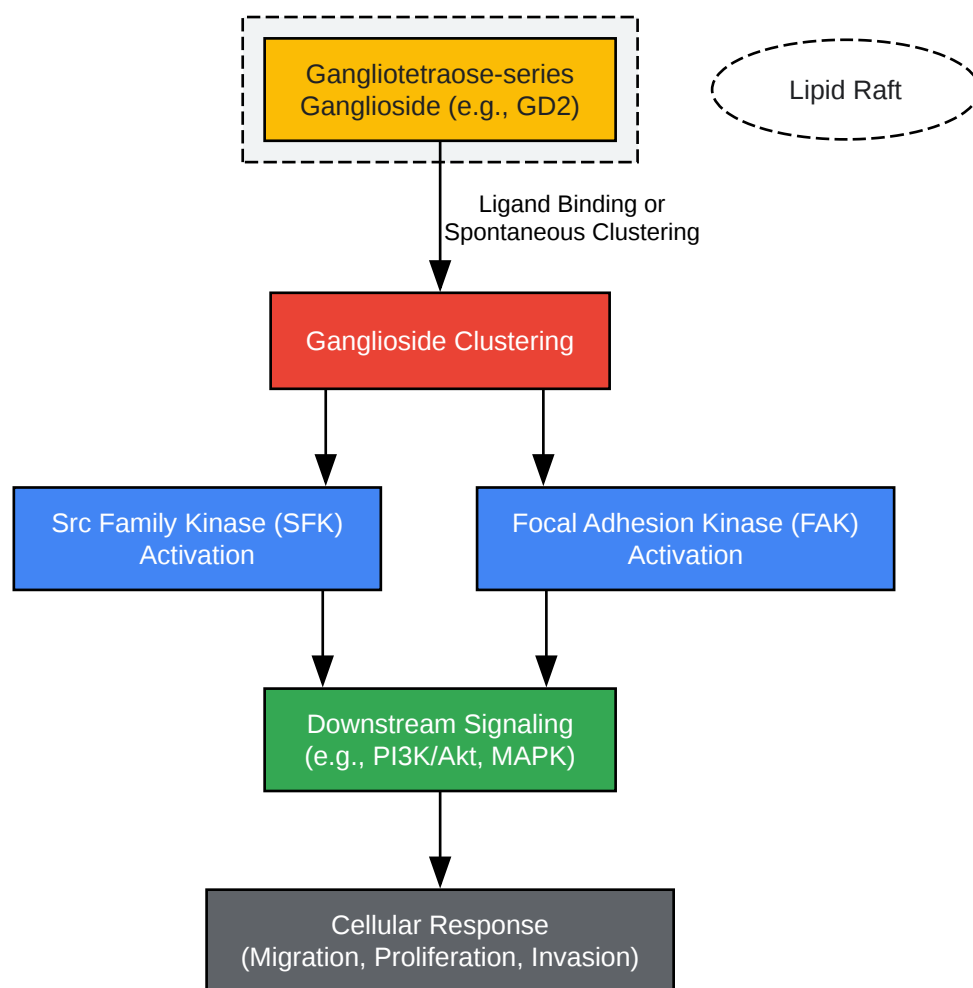 Gangliotetraose-series
Ganglioside (e.g., GD2)
Lipid Raft
Ligand Binding or
Spontaneous Clustering
Ganglioside Clustering
Src Family Kinase (SFK)
Activation
Focal Adhesion Kinase (FAK)
Activation
Downstream Signaling
(e.g., PI3K/Akt, MAPK)
Cellular Response
(Migration, Proliferation, Invasion)